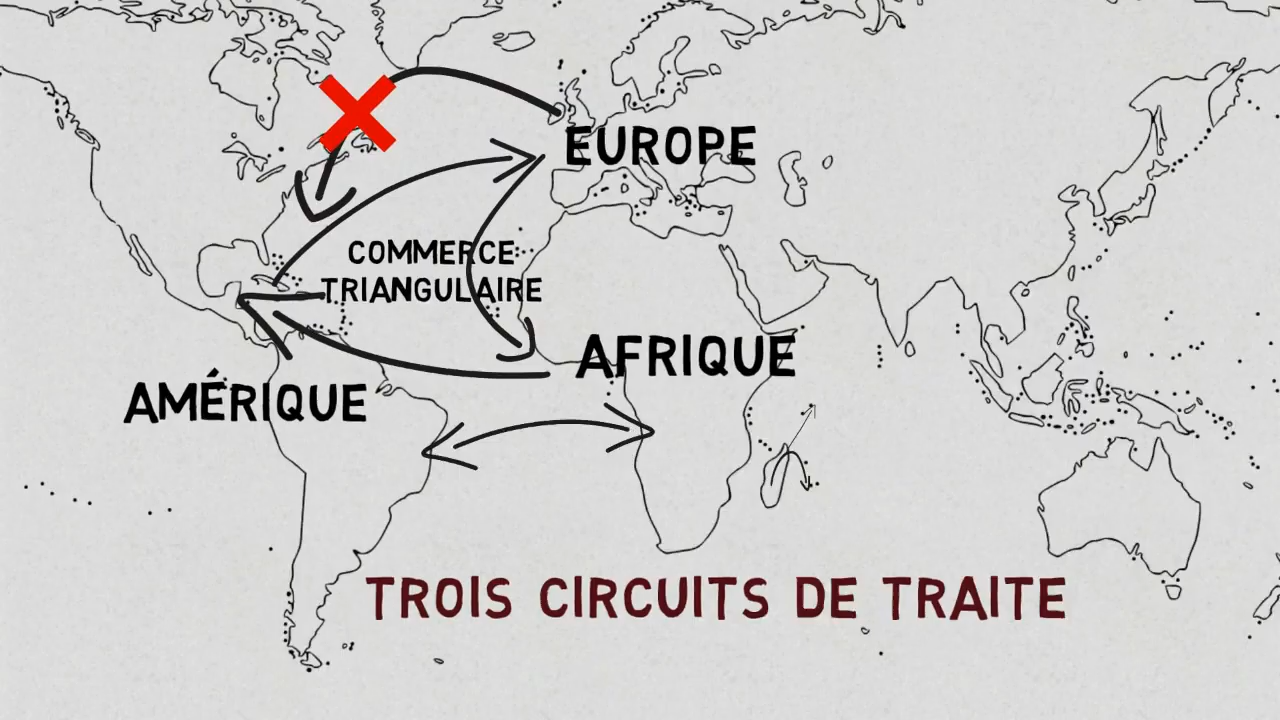 EUROPE
COMMERCE
TRIANGULAIRE
AFRIQUE
AMÉRIQUE
TROIS CIRCUITS DE TRAITE